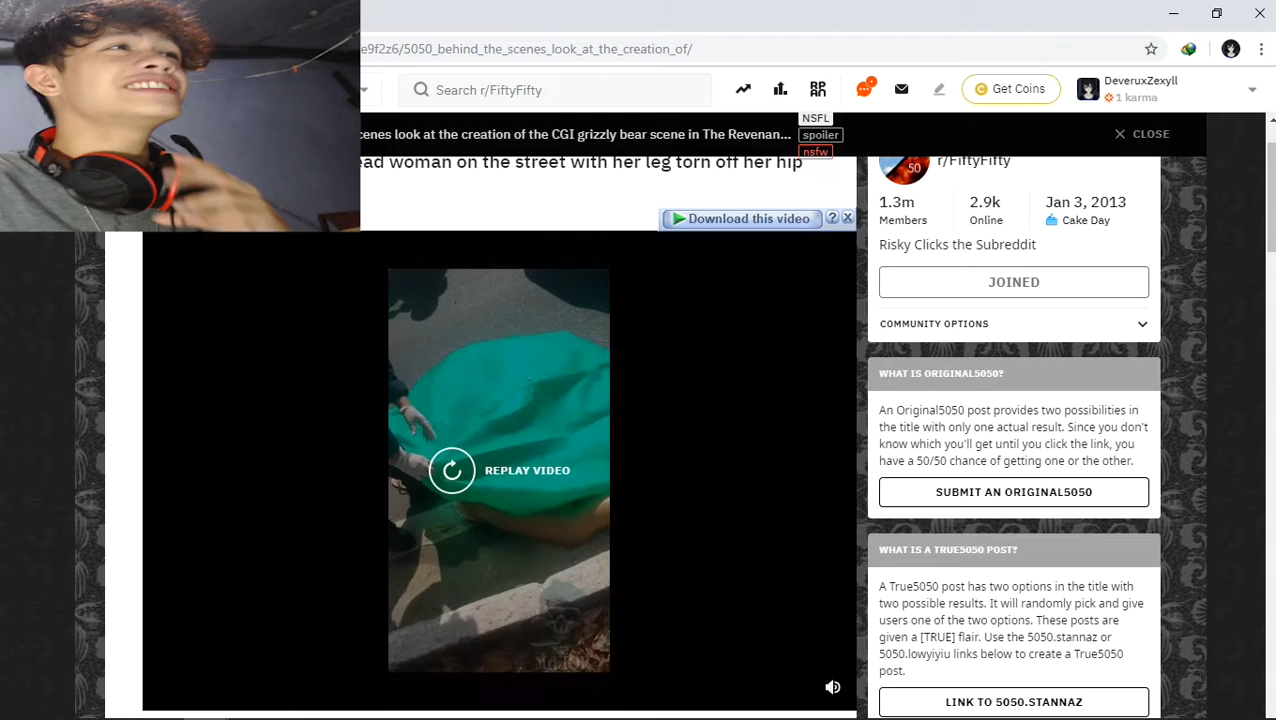 e9f2z6/5050_behind_the_scenes_look_at_the_creation_of/
Search r/FiftyFifty
Get Coins
DeveruxZexyll
1 karma
cenes look at the creation of the CGI grizzly bear scene in The Revenan...
NSFL
spoiler
nsfw
CLOSE
ead woman on the street with her leg torn off her hip
Download this video
?
REPLAY VIDEO
50
r/FiftyFifty
1.3m
Members
2.9k
Online
Jan 3, 2013
Cake Day
Risky Clicks the Subreddit
JOINED
COMMUNITY OPTIONS
WHAT IS ORIGINAL5050?
An Original5050 post provides two possibilities in
the title with only one actual result. Since you don't
know which you'll get until you click the link, you
have a 50/50 chance of getting one or the other.
SUBMIT AN ORIGINAL5050
WHAT IS A TRUE5050 POST?
A True5050 post has two options in the title with
two possible results. It will randomly pick and give
users one of the two options. These posts are
given a [TRUE] flair. Use the 5050.stannaz or
5050.lowyiyiu links below to create a True5050
post.
LINK TO 5050.STANNAZ